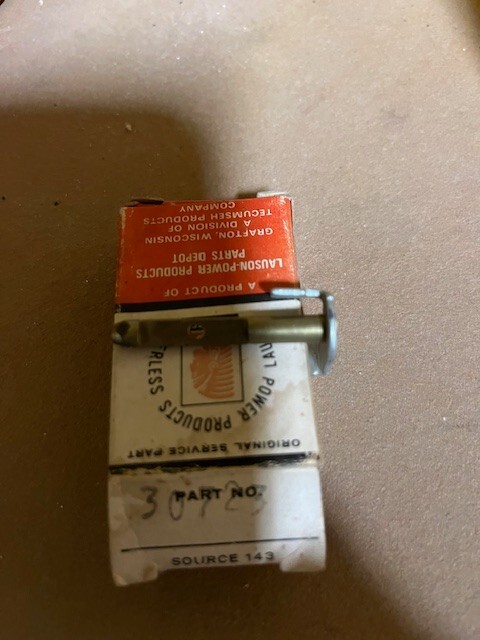 A PRODUCT OF
LAUSON-POWER PRODUCTS
PARTS DEPOT
GRAFTON, WISCONSIN
A DIVISION OF
TECUMSEH PRODUCTS
COMPANY
POWER PRODUCTS
ORIGINAL SERVICE PART
PART NO.
SOURCE 143